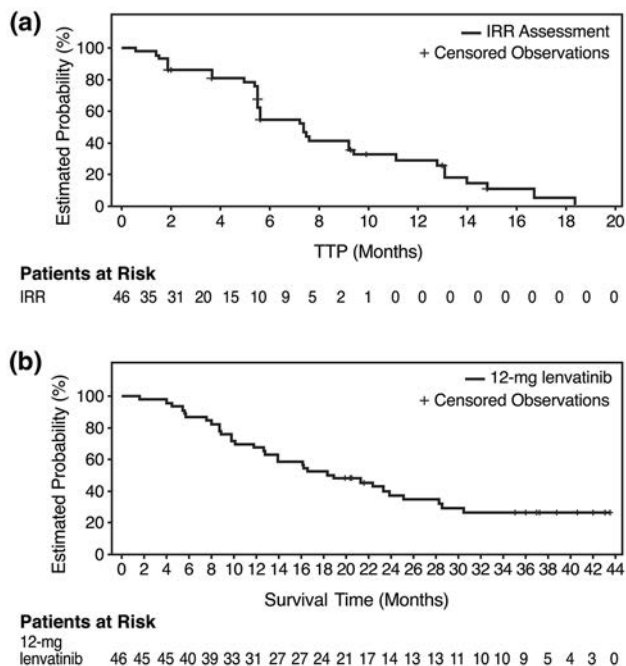 (a)
IRR Assessment
+ Censored Observations
Estimated Probability (%)
100
80
60
40
20
0
0 2 4 6 8 10 12 14 16 18 20
TTP (Months)
Patients at Risk
IRR 46 35 31 20 15 10 9 5 2 1 0 0 0 0 0 0 0 0 0
(b)
12-mg lenvatinib
+ Censored Observations
Estimated Probability (%)
100
80
60
40
20
0
0 2 4 6 8 10 12 14 16 18 20 22 24 26 28 30 32 34 36 38 40 42 44
Survival Time (Months)
Patients at Risk
12-mg
lenvatinib 46 45 45 40 39 33 31 27 27 24 21 17 14 13 13 11 10 10 9 5 4 3 0